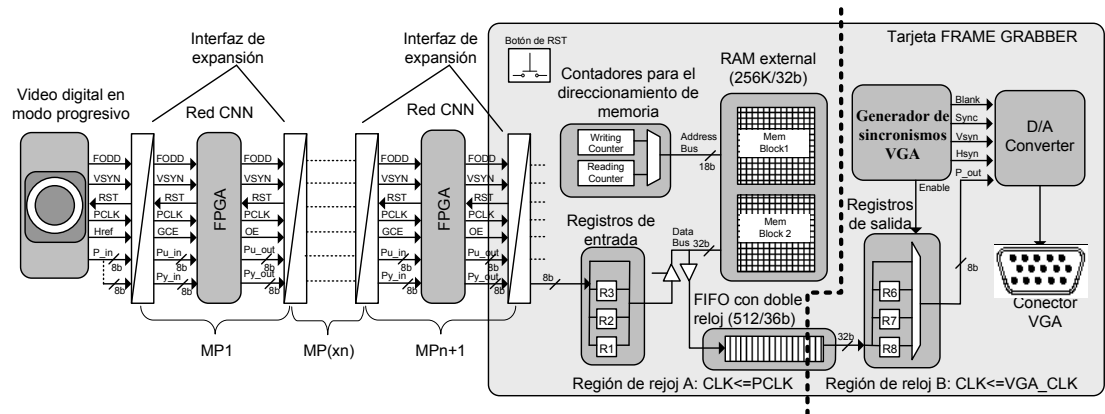 Interfaz de
expansión
Red CNN
Video digital en
modo progresivo
FODD
VSYN
RST
PCLK
Href
P_in
8b
8b
FODD
VSYN
RST
PCLK
GCE
Pu_in
8b
Py_in
8b
FPGA
FODD
VSYN
RST
PCLK
OE
Pu_out
8b
Py_out
8b
MP1
MP(xn)
Interfaz de
expansión
Red CNN
FODD
VSYN
RST
PCLK
GCE
Pu_in
8b
Py_in
8b
FPGA
FODD
VSYN
RST
PCLK
OE
Pu_out
8b
Py_out
8b
MPn+1
Tarjeta FRAME GRABBER
Botón de RST
Contadores para el
direccionamiento de
memoria
Writing
Counter
Reading
Counter
Address
Bus
18b
RAM external
(256K/32b)
Mem
Block1
Mem
Block 2
Registros de
entrada
8b
R3
R2
R1
Data
Bus
32b
FIFO con doble
reloj (512/36b)
32b
Región de relojj A: CLK<=PCLK
Generador de
sincronismos
VGA
Blank
Sync
Vsyn
Hsyn
P_out
Enable
D/A
Converter
Registros
de salida
R6
R7
R8
8b
Conector
VGA
Región de reloj B: CLK<=VGA_CLK